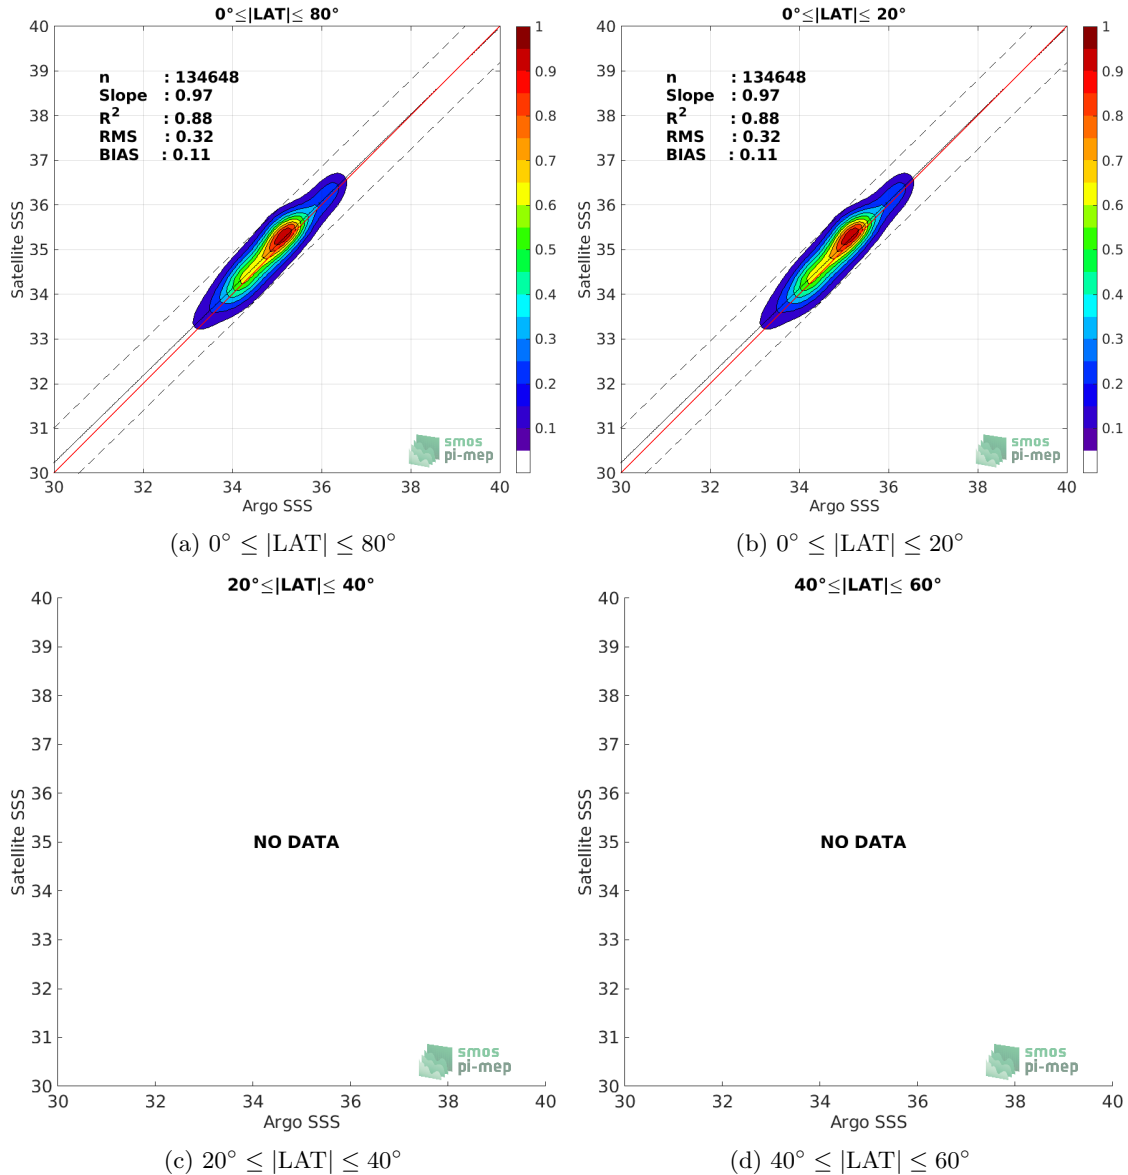 0°≤|LAT|≤ 80°
40
39
38
37
36
35
34
33
32
31
30
Satellite SSS
n : 134648
Slope : 0.97
R² : 0.88
RMS : 0.32
BIAS : 0.11
smos
pi-mep
30 32 34 36 38 40
Argo SSS
1
0.9
0.8
0.7
0.6
0.5
0.4
0.3
0.2
0.1
(a) 0° ≤ |LAT| ≤ 80°
0°≤|LAT|≤ 20°
40
39
38
37
36
35
34
33
32
31
30
Satellite SSS
n : 134648
Slope : 0.97
R² : 0.88
RMS : 0.32
BIAS : 0.11
smos
pi-mep
30 32 34 36 38 40
Argo SSS
1
0.9
0.8
0.7
0.6
0.5
0.4
0.3
0.2
0.1
(b) 0° ≤ |LAT| ≤ 20°
20°≤|LAT|≤ 40°
40
39
38
37
36
35
34
33
32
31
30
Satellite SSS
NO DATA
smos
pi-mep
30 32 34 36 38 40
Argo SSS
(c) 20° ≤ |LAT| ≤ 40°
40°≤|LAT|≤ 60°
40
39
38
37
36
35
34
33
32
31
30
Satellite SSS
NO DATA
smos
pi-mep
30 32 34 36 38 40
Argo SSS
(d) 40° ≤ |LAT| ≤ 60°